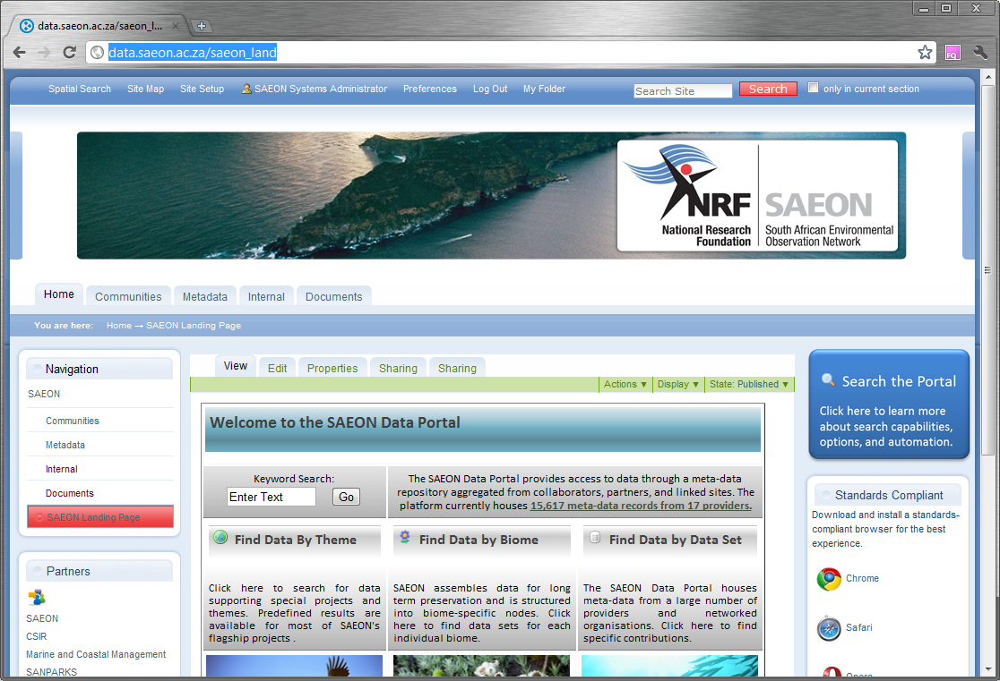 data.saeon.ac.za/saeon_l...
data.saeon.ac.za/saeon_land
FQ
Spatial Search Site Map Site Setup SAEON Systems Administrator Preferences Log Out My Folder Search Site Search only in current section
NRF
National Research
Foundation
SAEON
South African Environmental
Observation Network
Home Communities Metadata Internal Documents
You are here: Home → SAEON Landing Page
Navigation
SAEON
Communities
Metadata
Internal
Documents
SAEON Landing Page
Partners
SAEON
CSIR
Marine and Coastal Management
SANPARKS
View Edit Properties Sharing Sharing
Actions ▼ Display ▼ State: Published ▼
Welcome to the SAEON Data Portal
Keyword Search:
Enter Text Go
The SAEON Data Portal provides access to data through a meta-data
repository aggregated from collaborators, partners, and linked sites. The
platform currently houses 15,617 meta-data records from 17 providers.
Find Data By Theme
Click here to search for data
supporting special projects and
themes. Predefined results are
available for most of SAEON's
flagship projects .
Find Data by Biome
SAEON assembles data for long
term preservation and is structured
into biome-specific nodes. Click
here to find data sets for each
individual biome.
Find Data by Data Set
The SAEON Data Portal houses
meta-data from a large number of
providers and networked
organisations. Click here to find
specific contributions.
Search the Portal
Click here to learn more
about search capabilities,
options, and automation.
Standards Compliant
Download and install a standards-
compliant browser for the best
experience.
Chrome
Safari
Opera